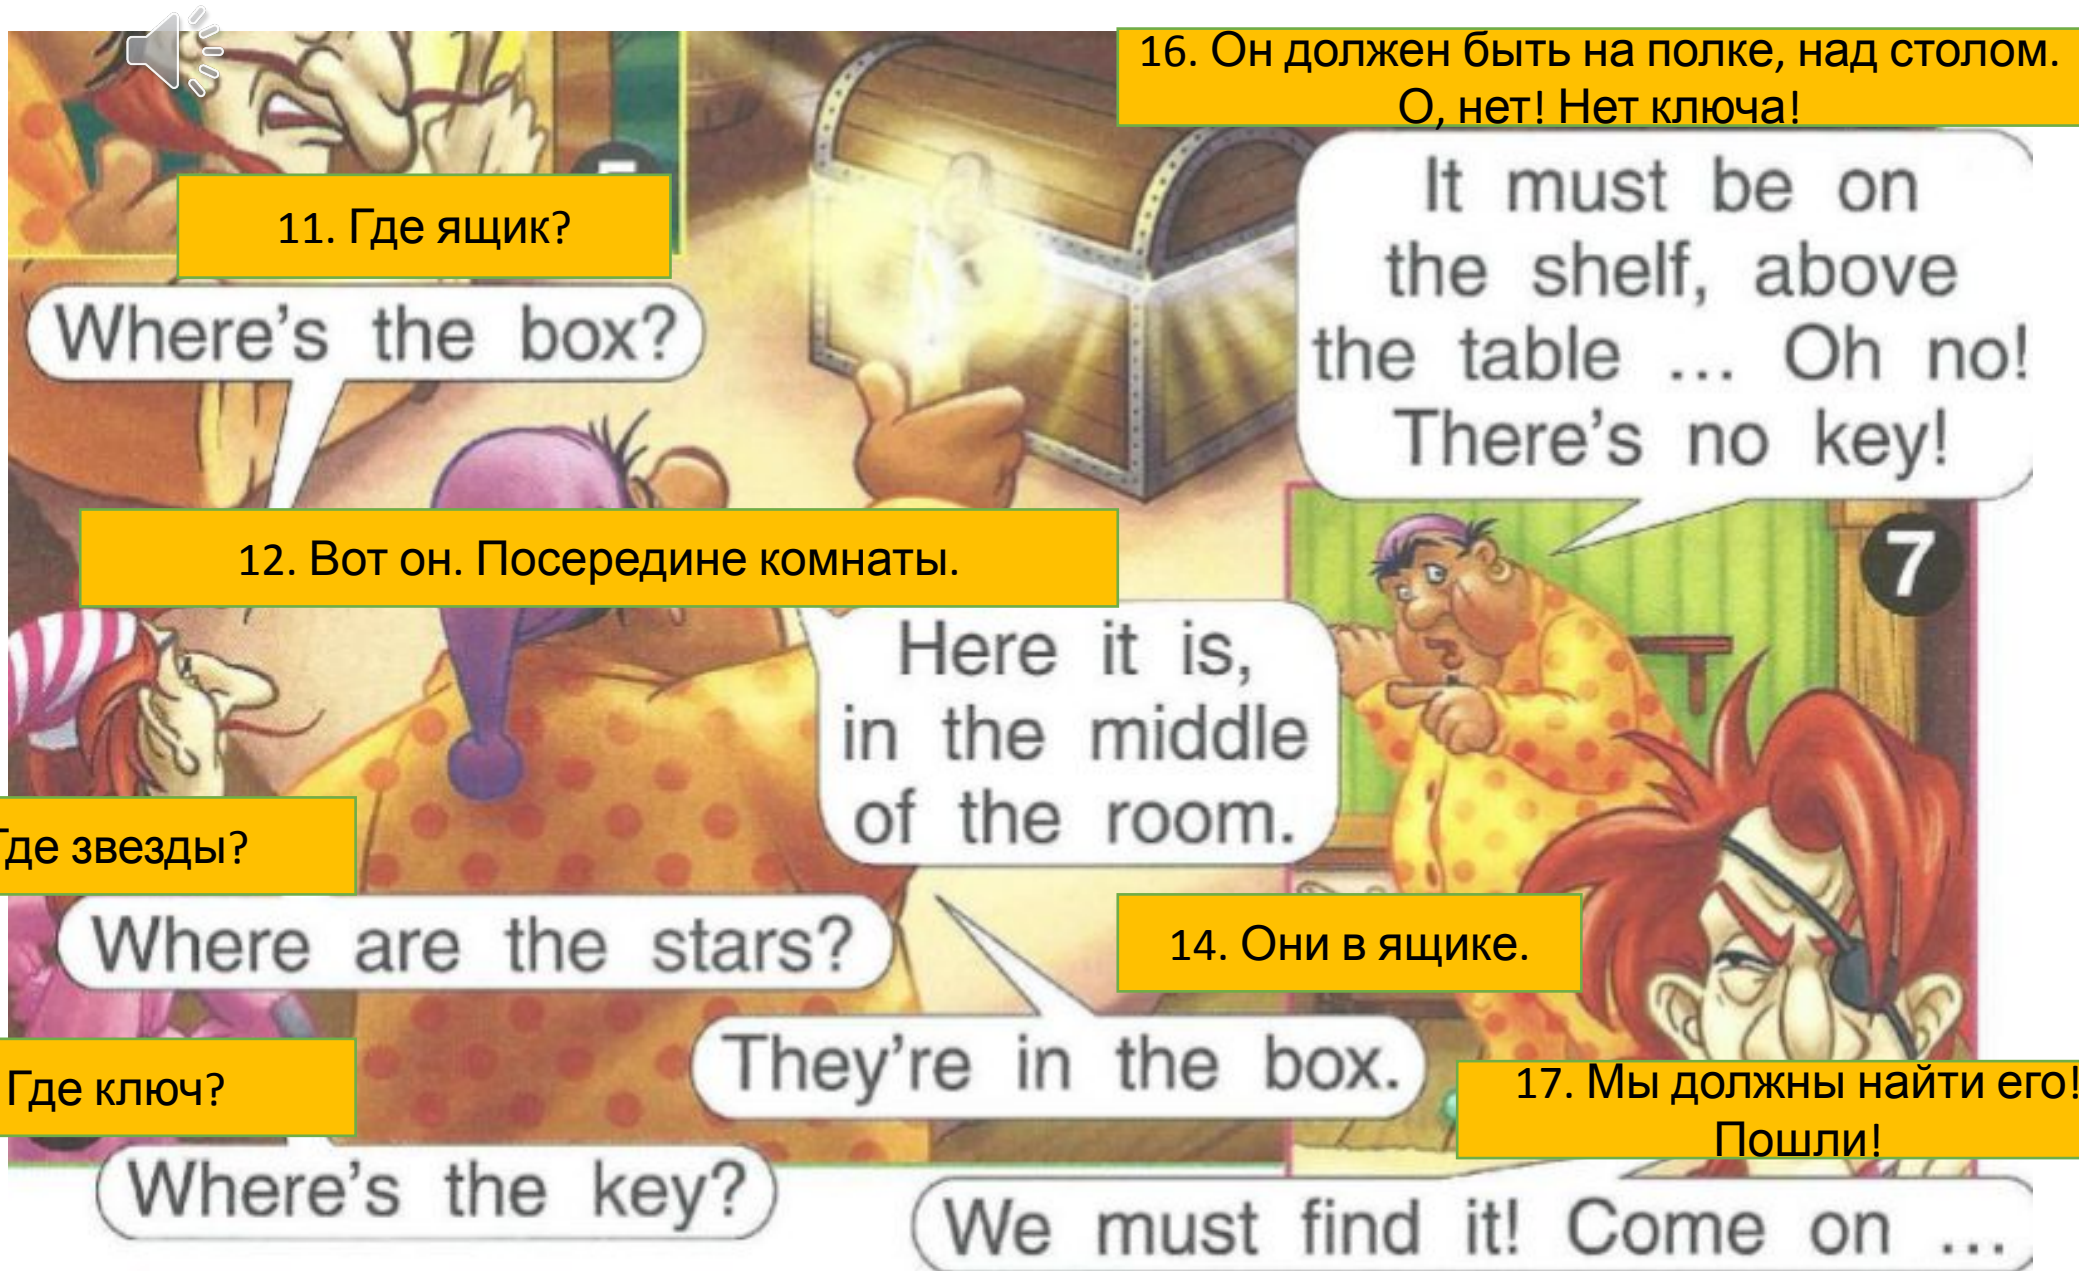 16. Он должен быть на полке, над столом.
О, нет! Нет ключа!
It must be on
the shelf, above
the table ... Oh no!
There's no key!
11. Где ящик?
Where's the box?
12. Вот он. Посередине комнаты.
Here it is,
in the middle
of the room.
7
Где звезды?
Where are the stars?
14. Они в ящике.
They're in the box.
Где ключ?
Where's the key?
17. Мы должны найти его!
Пошли!
We must find it! Come on ...